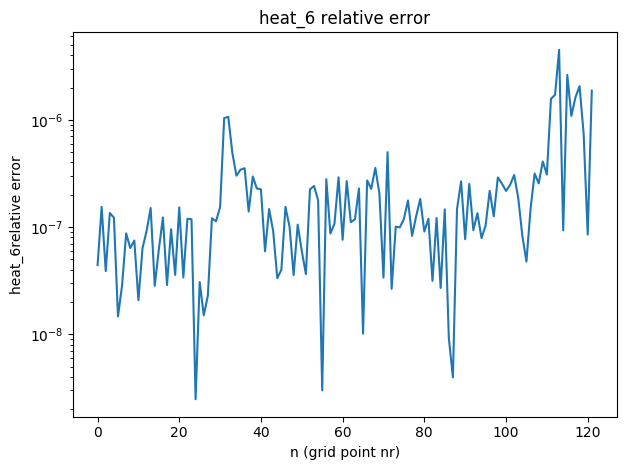 heat_6 relative error
heat_6relative error
10⁻⁶
10⁻⁷
10⁻⁸
0 20 40 60 80 100 120
n (grid point nr)